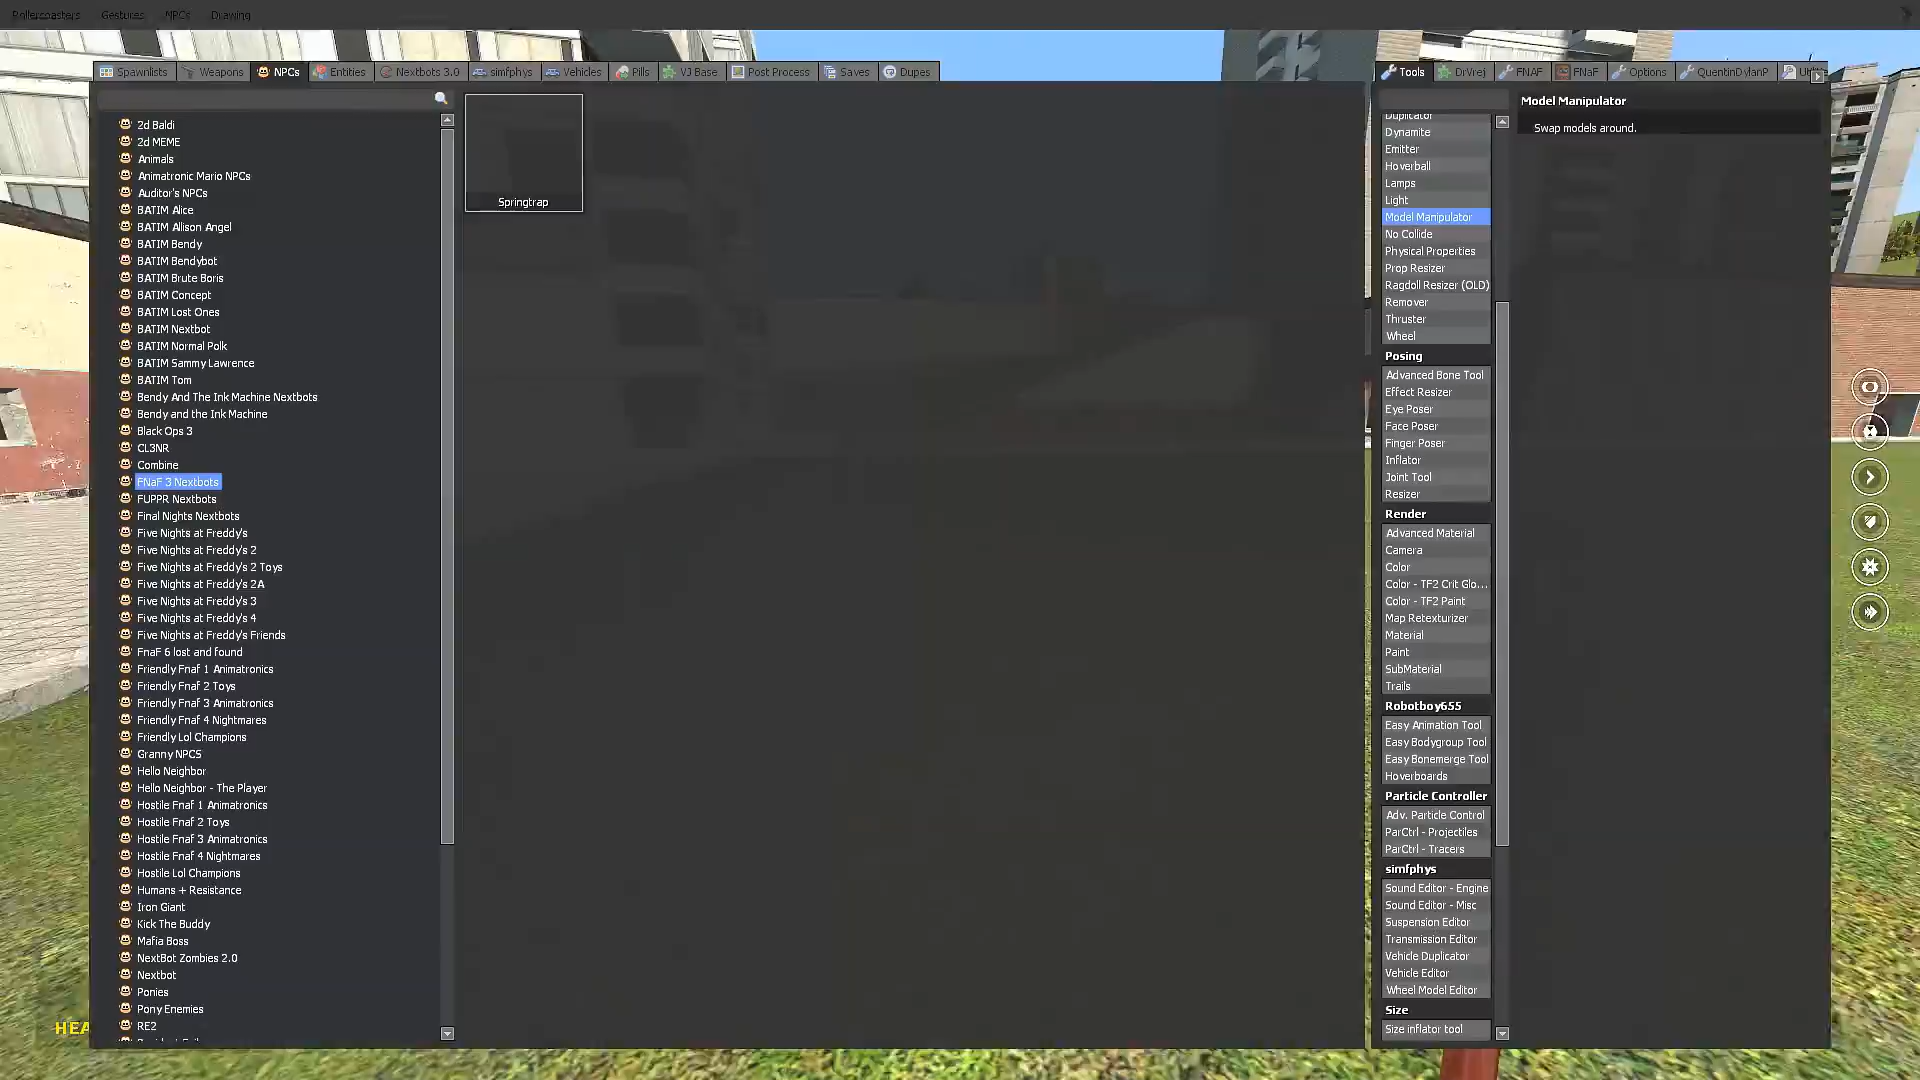 Rollercoasters Gestures NPCs Drawing
Spawnlists Weapons NPCs Entities Nextbots 3.0 simfphys Vehicles Pills VJ Base Post Process Saves Dupes
2d Baldi
2d MEME
Animals
Animatronic Mario NPCs
Auditor's NPCs
BATIM Alice
BATIM Allison Angel
BATIM Bendy
BATIM Bendybot
BATIM Brute Boris
BATIM Concept
BATIM Lost Ones
BATIM Nextbot
BATIM Normal Polk
BATIM Sammy Lawrence
BATIM Tom
Bendy And The Ink Machine Nextbots
Bendy and the Ink Machine
Black Ops 3
CL3NR
Combine
FNaF 3 Nextbots
FUPPR Nextbots
Final Nights Nextbots
Five Nights at Freddy's
Five Nights at Freddy's 2
Five Nights at Freddy's 2 Toys
Five Nights at Freddy's 2A
Five Nights at Freddy's 3
Five Nights at Freddy's 4
Five Nights at Freddy's Friends
FnaF 6 lost and found
Friendly Fnaf 1 Animatronics
Friendly Fnaf 2 Toys
Friendly Fnaf 3 Animatronics
Friendly Fnaf 4 Nightmares
Friendly Lol Champions
Granny NPCS
Hello Neighbor
Hello Neighbor - The Player
Hostile Fnaf 1 Animatronics
Hostile Fnaf 2 Toys
Hostile Fnaf 3 Animatronics
Hostile Fnaf 4 Nightmares
Hostile Lol Champions
Humans + Resistance
Iron Giant
Kick The Buddy
Mafia Boss
NextBot Zombies 2.0
Nextbot
Ponies
Pony Enemies
RE2
HEA
Springtrap
Tools DrVrej FNAF FNaF Options QuentinDylanP
Duplicator
Dynamite
Emitter
Hoverball
Lamps
Light
Model Manipulator
No Collide
Physical Properties
Prop Resizer
Ragdoll Resizer (OLD)
Remover
Thruster
Wheel
Posing
Advanced Bone Tool
Effect Resizer
Eye Poser
Face Poser
Finger Poser
Inflator
Joint Tool
Resizer
Render
Advanced Material
Camera
Color
Color - TF2 Crit Glo...
Color - TF2 Paint
Map Retexturizer
Material
Paint
SubMaterial
Trails
Robotboy655
Easy Animation Tool
Easy Bodygroup Tool
Easy Bonemerge Tool
Hoverboards
Particle Controller
Adv. Particle Control
ParCtrl - Projectiles
ParCtrl - Tracers
simfphys
Sound Editor - Engine
Sound Editor - Misc
Suspension Editor
Transmission Editor
Vehicle Duplicator
Vehicle Editor
Wheel Model Editor
Size
Size inflator tool
Model Manipulator
Swap models around.